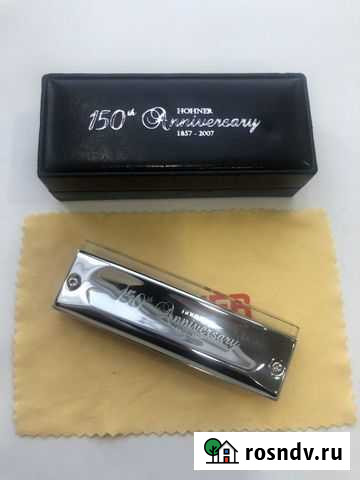 150th Anniversary
HOHNER
1857 - 2007
150th Anniversary
rosndv.ru